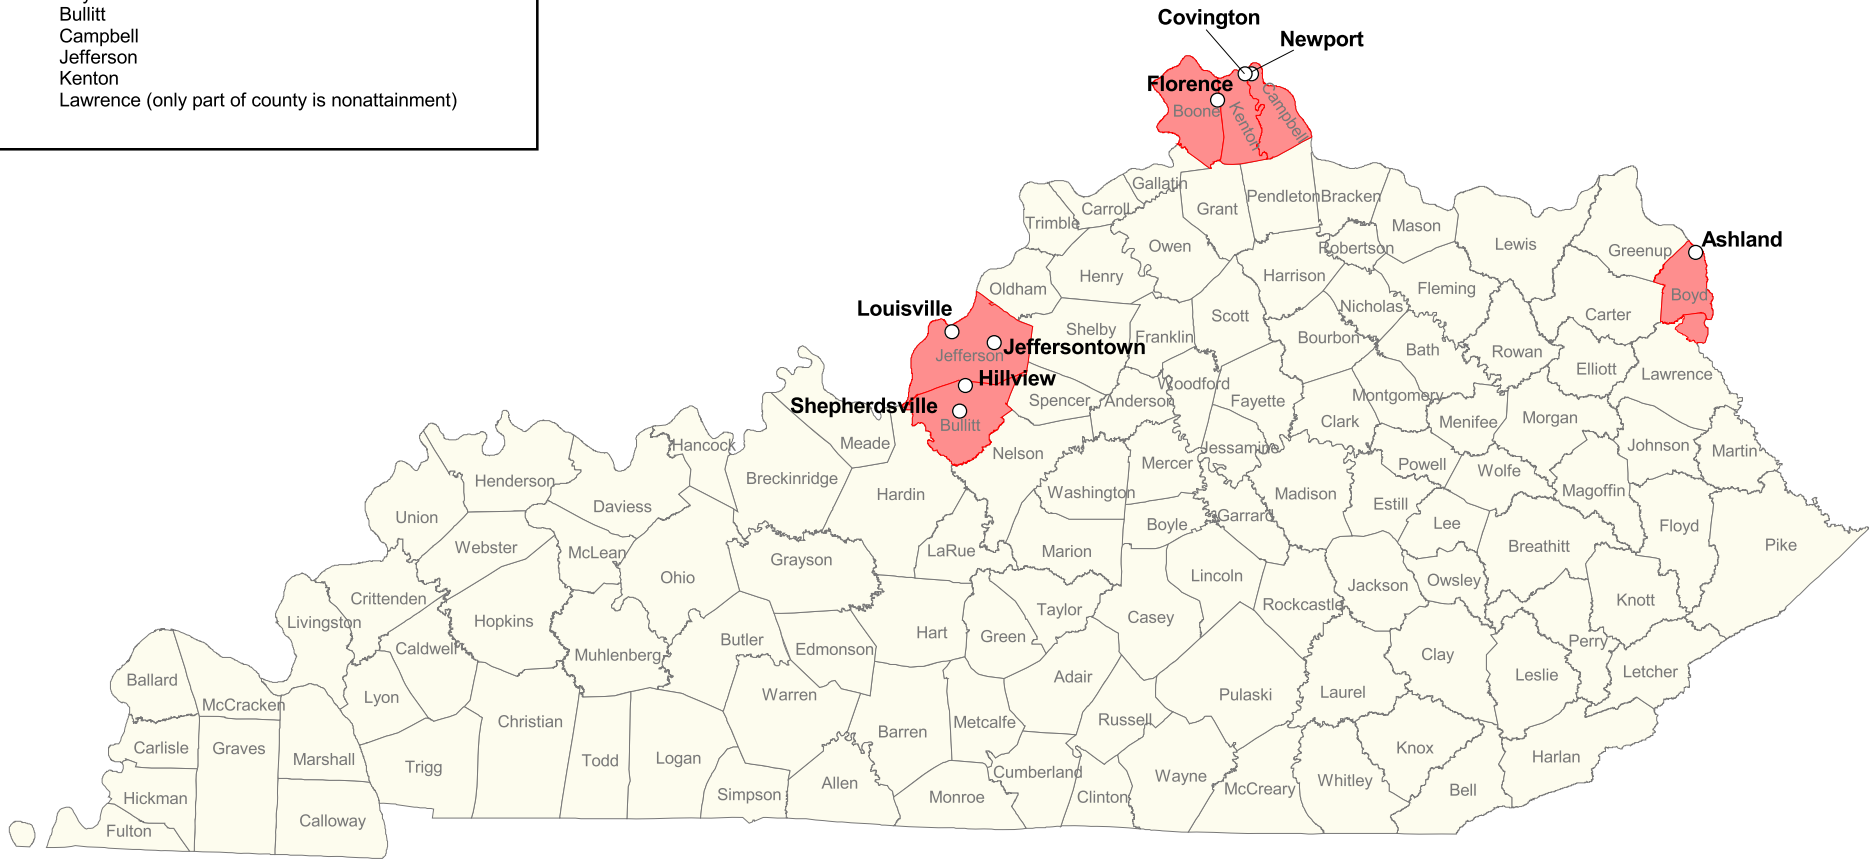 Bullitt
Campbell
Jefferson
Kenton
Lawrence (only part of county is nonattainment)
Covington
Newport
Florence
Boone
Kenton
Campbell
Gallatin
Carroll
Trimble
Grant
Pendleton
Bracken
Mason
Robertson
Lewis
Greenup
Ashland
Boyd
Owen
Henry
Oldham
Harrison
Nicholas
Fleming
Carter
Louisville
Jefferson
Jeffersontown
Hillview
Shepherdsville
Bullitt
Shelby
Franklin
Scott
Bourbon
Bath
Rowan
Elliott
Lawrence
Spencer
Anderson
Woodford
Fayette
Montgomery
Clark
Menifee
Morgan
Johnson
Martin
Hancock
Meade
Nelson
Mercer
Jessamine
Powell
Wolfe
Magoffin
Henderson
Breckinridge
Hardin
Washington
Madison
Estill
Lee
Floyd
Pike
Union
Daviess
Webster
McLean
Grayson
LaRue
Marion
Boyle
Garrard
Breathitt
Ohio
Lincoln
Rockcastle
Jackson
Owsley
Knott
Crittenden
Livingston
Hopkins
Caldwell
Muhlenberg
Butler
Edmonson
Hart
Green
Taylor
Casey
Perry
Clay
Leslie
Letcher
Ballard
McCracken
Lyon
Christian
Warren
Adair
Pulaski
Laurel
Carlisle
Graves
Marshall
Trigg
Todd
Logan
Barren
Metcalfe
Russell
Knox
Harlan
Hickman
Fulton
Calloway
Simpson
Allen
Monroe
Cumberland
Clinton
Wayne
McCreary
Whitley
Bell